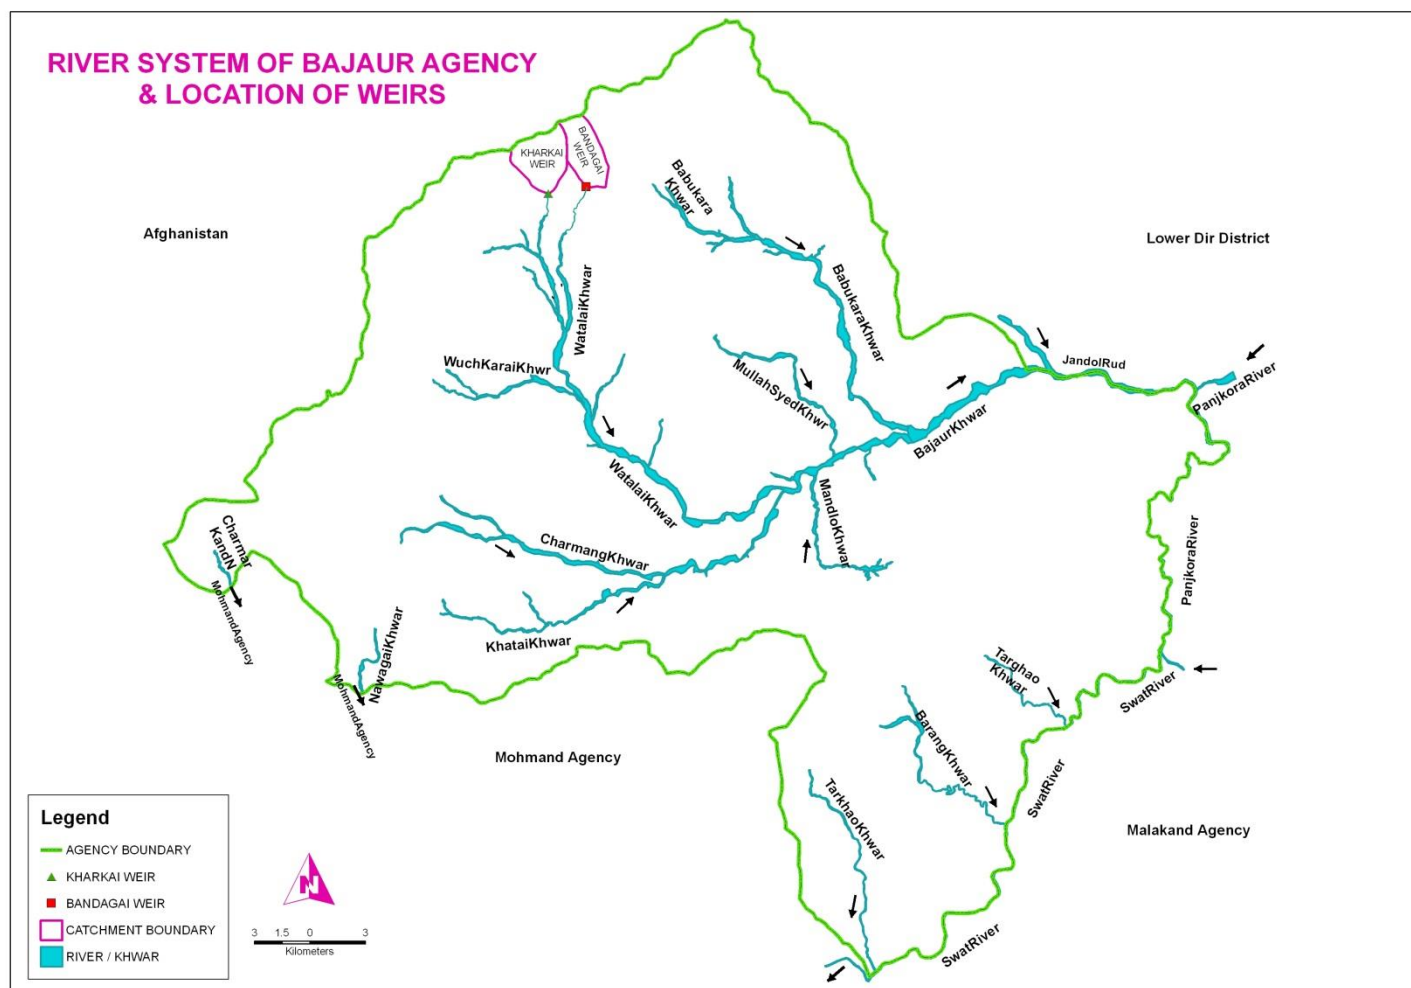 RIVER SYSTEM OF BAJAUR AGENCY
& LOCATION OF WEIRS
KHARKAI
WEIR
BANDAGAI
WEIR
Afghanistan
Lower Dir District
Babukara
Khwar
BabukaraKhwar
WatalaiKhwar
WuchKaraiKhwr
MullahSyedKhwr
JandolRud
PanjkoraRiver
BajaurKhwar
WatalaiKhwar
MandloKhwar
CharmangKhwar
Charmar
KandN
MohmandAgency
KhataiKhwar
NawagaiKhwar
MohmandAgency
PanjkoraRiver
Targhao
Khwar
SwatRiver
BarangKhwar
Mohmand Agency
SwatRiver
TarkhaoKhwar
Malakand Agency
SwatRiver
Legend
AGENCY BOUNDARY
KHARKAI WEIR
BANDAGAI WEIR
CATCHMENT BOUNDARY
RIVER / KHWAR
N
3 1.5 0 3
Kilometers